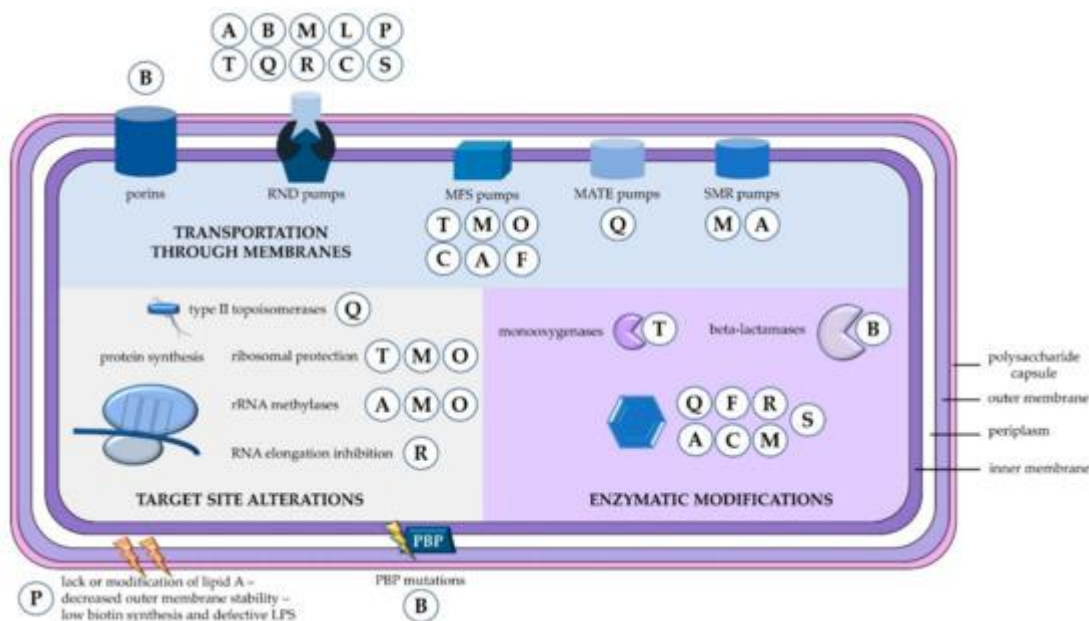 A B M L P
T Q R C S
B
porins
RND pumps
MFS pumps
MATE pumps
SMR pumps
T M O
C A F
Q
M A
TRANSPORTATION
THROUGH MEMBRANES
type II topoisomerases Q
protein synthesis
ribosomal protection T M O
rRNA methylases A M O
RNA elongation inhibition R
TARGET SITE ALTERATIONS
monooxygenases T
beta-lactamases B
Q F R
S
A C M
ENZYMATIC MODIFICATIONS
polysaccharide
capsule
outer membrane
periplasm
inner membrane
PBP
PBP mutations
B
P
lack or modification of lipid A –
decreased outer membrane stability –
low biotin synthesis and defective LPS